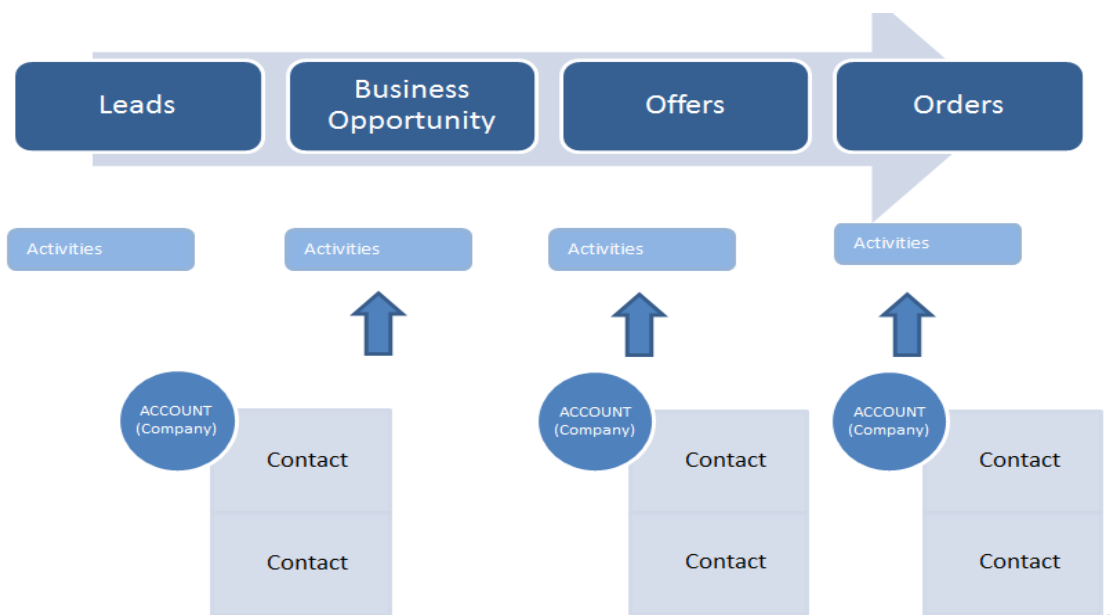 Leads
Business
Opportunity
Offers
Orders
Activities
Activities
Activities
Activities
ACCOUNT
(Company)
Contact
Contact
ACCOUNT
(Company)
Contact
Contact
ACCOUNT
(Company)
Contact
Contact